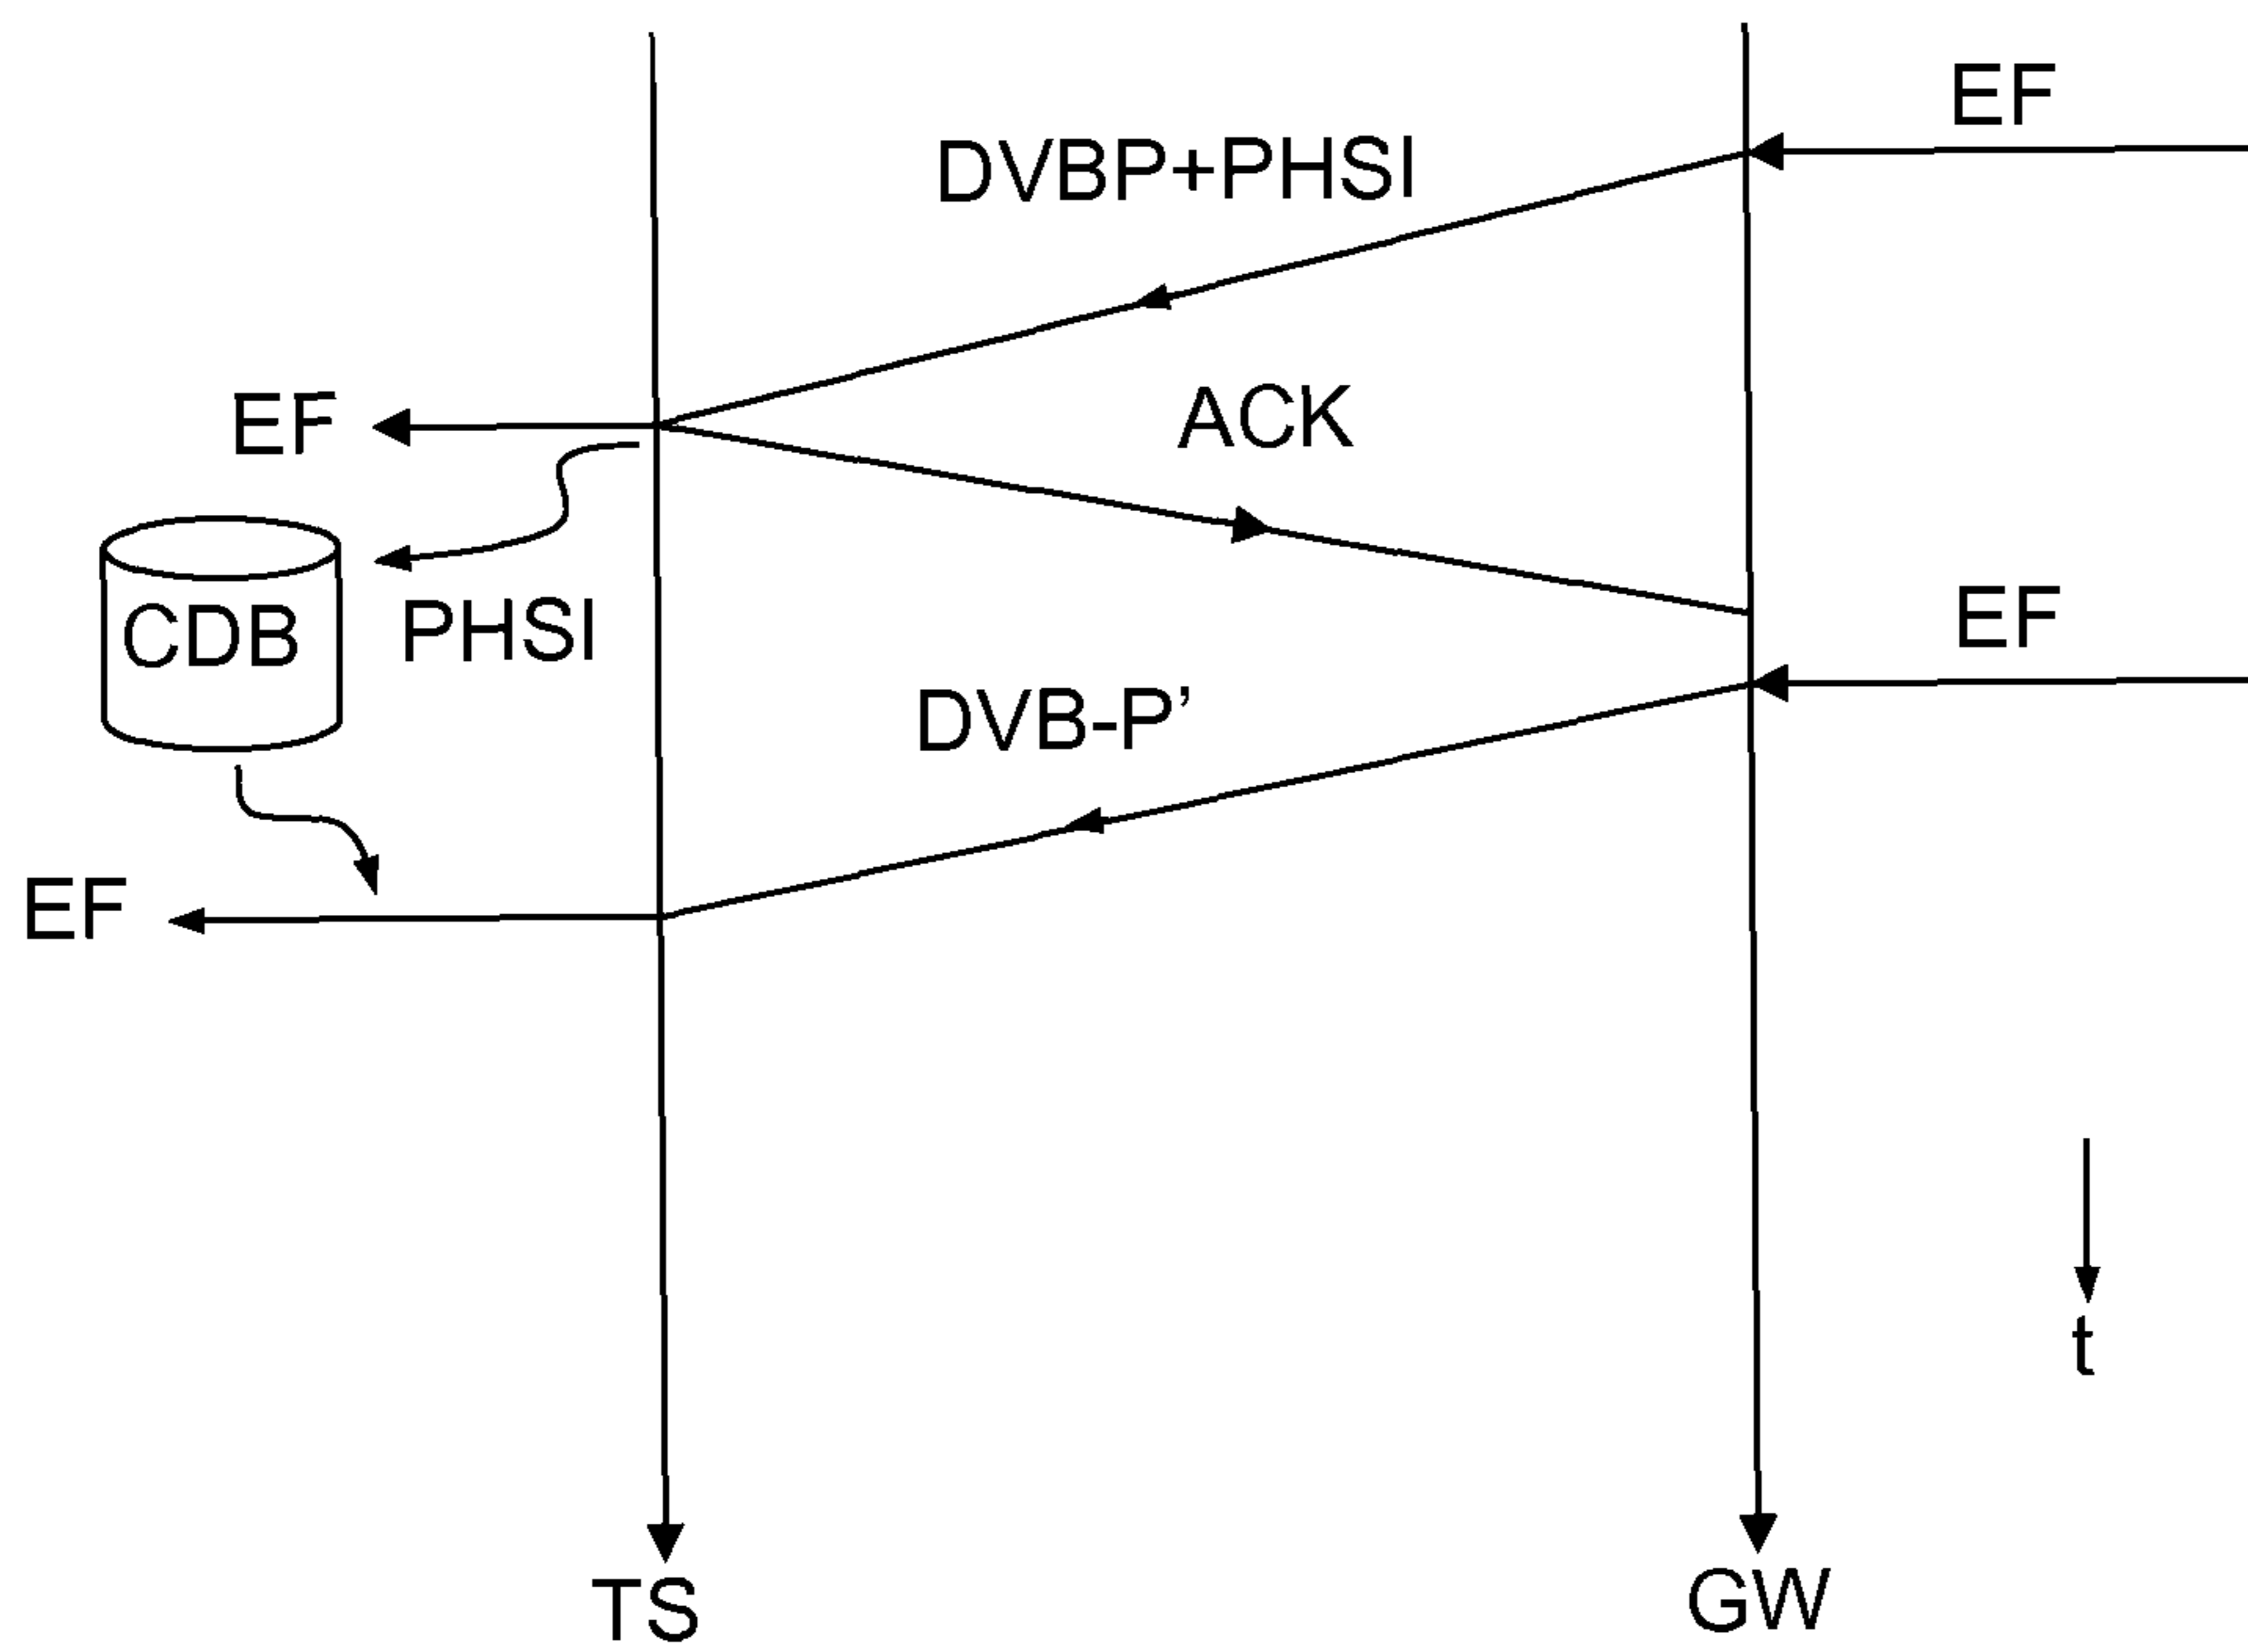 EF
DVBP+PHSI
ACK
EF
CDB
PHSI
EF
DVB-P’
EF
t
TS
GW